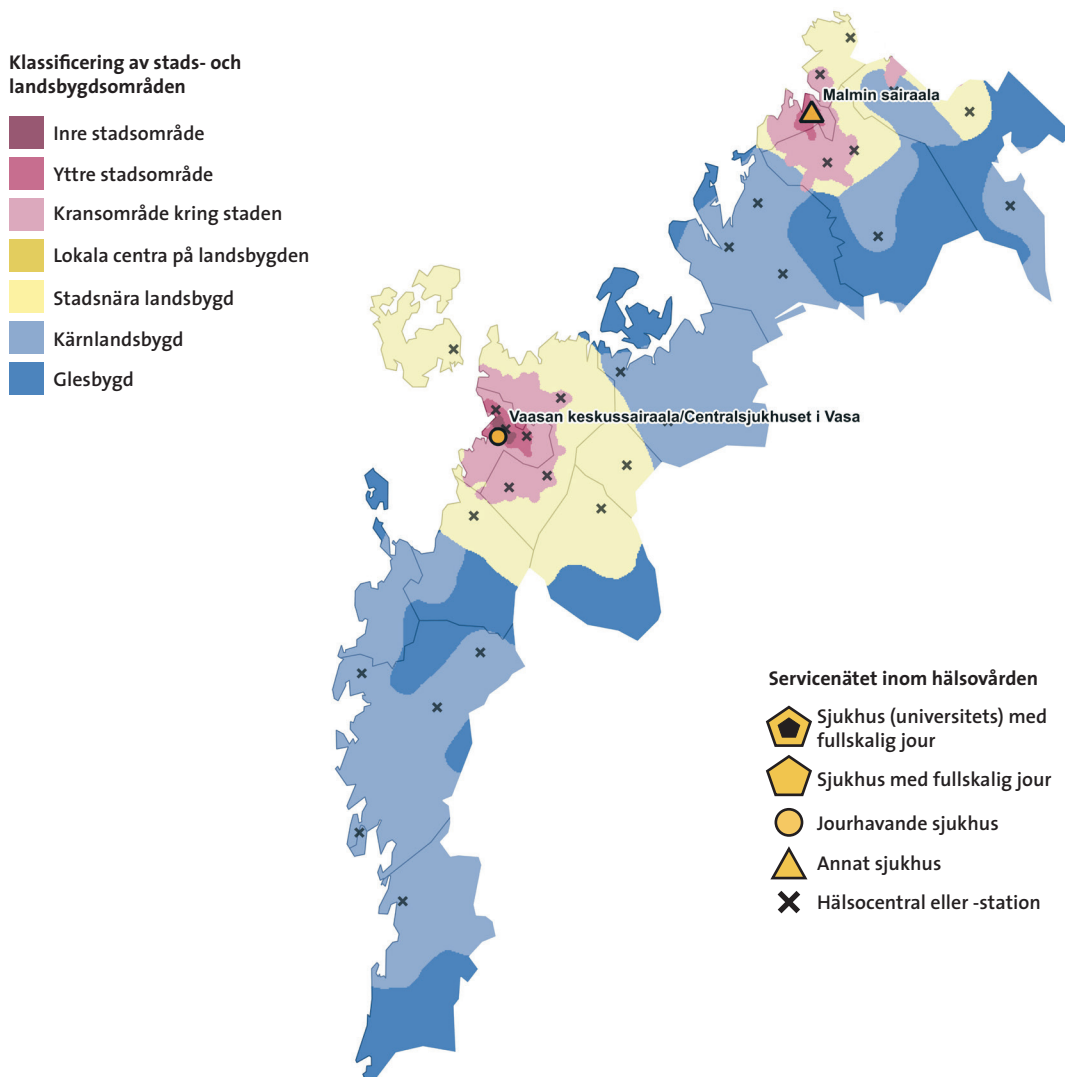 Klassificering av stads- och
landsbygdsområden
Inre stadsområde
Yttre stadsområde
Kransområde kring staden
Lokala centra på landsbygden
Stadsnära landsbygd
Kärnlandsbygd
Glesbygd
Malmin sairaala
Vaasan keskussairaala/Centralsjukhuset i Vasa
Servicenätet inom hälsovården
Sjukhus (universitets) med
fullskalig jour
Sjukhus med fullskalig jour
Jourhavande sjukhus
Annat sjukhus
Hälsocentral eller -station